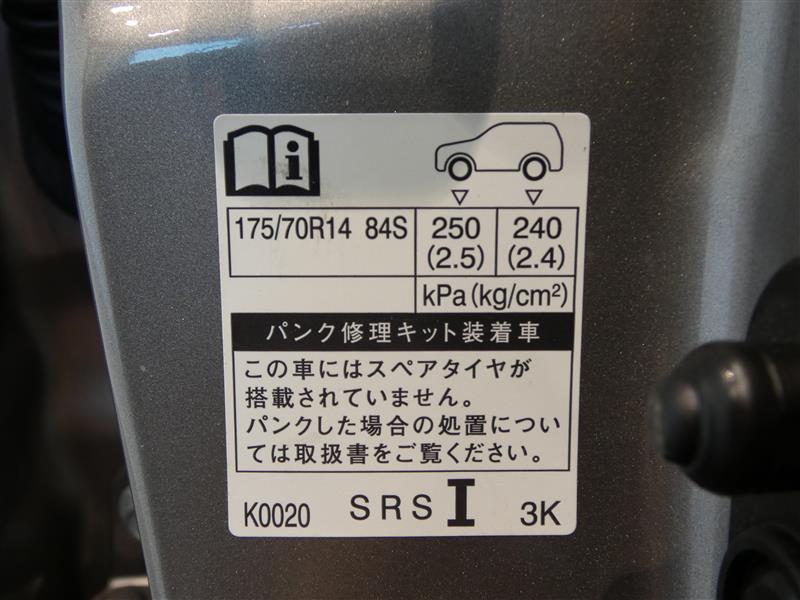 175/70R14 84S 250 240
(2.5) (2.4)
kPa(kg/cm²)
パンク修理キット装着車
この車にはスペアタイヤが
搭載されていません。
パンクした場合の処置につい
ては取扱書をご覧ください。
K0020 SRS I 3K